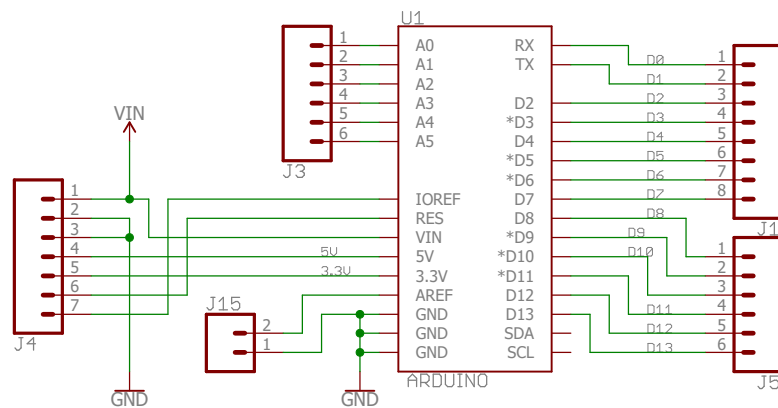 U1
1 A0 RX
2 A1 TX D0 1
3 A2 D1 2
4 A3 D2 D2 3
5 A4 *D3 D3 4
6 A5 D4 D4 5
J3
*D5 D5 6
*D6 D6 7
VIN
1 IOREF D7 D7 8
2 RES D8 D8
J1
3 VIN *D9 D9
4 5V 5V *D10 D10 1
5 3.3V 3.3V *D11 2
6 AREF D12 3
7 J15 2 GND D13 D11 4
J4
1 GND SDA D12 5
GND SCL D13 6
GND
GND
ARDUINO
J5